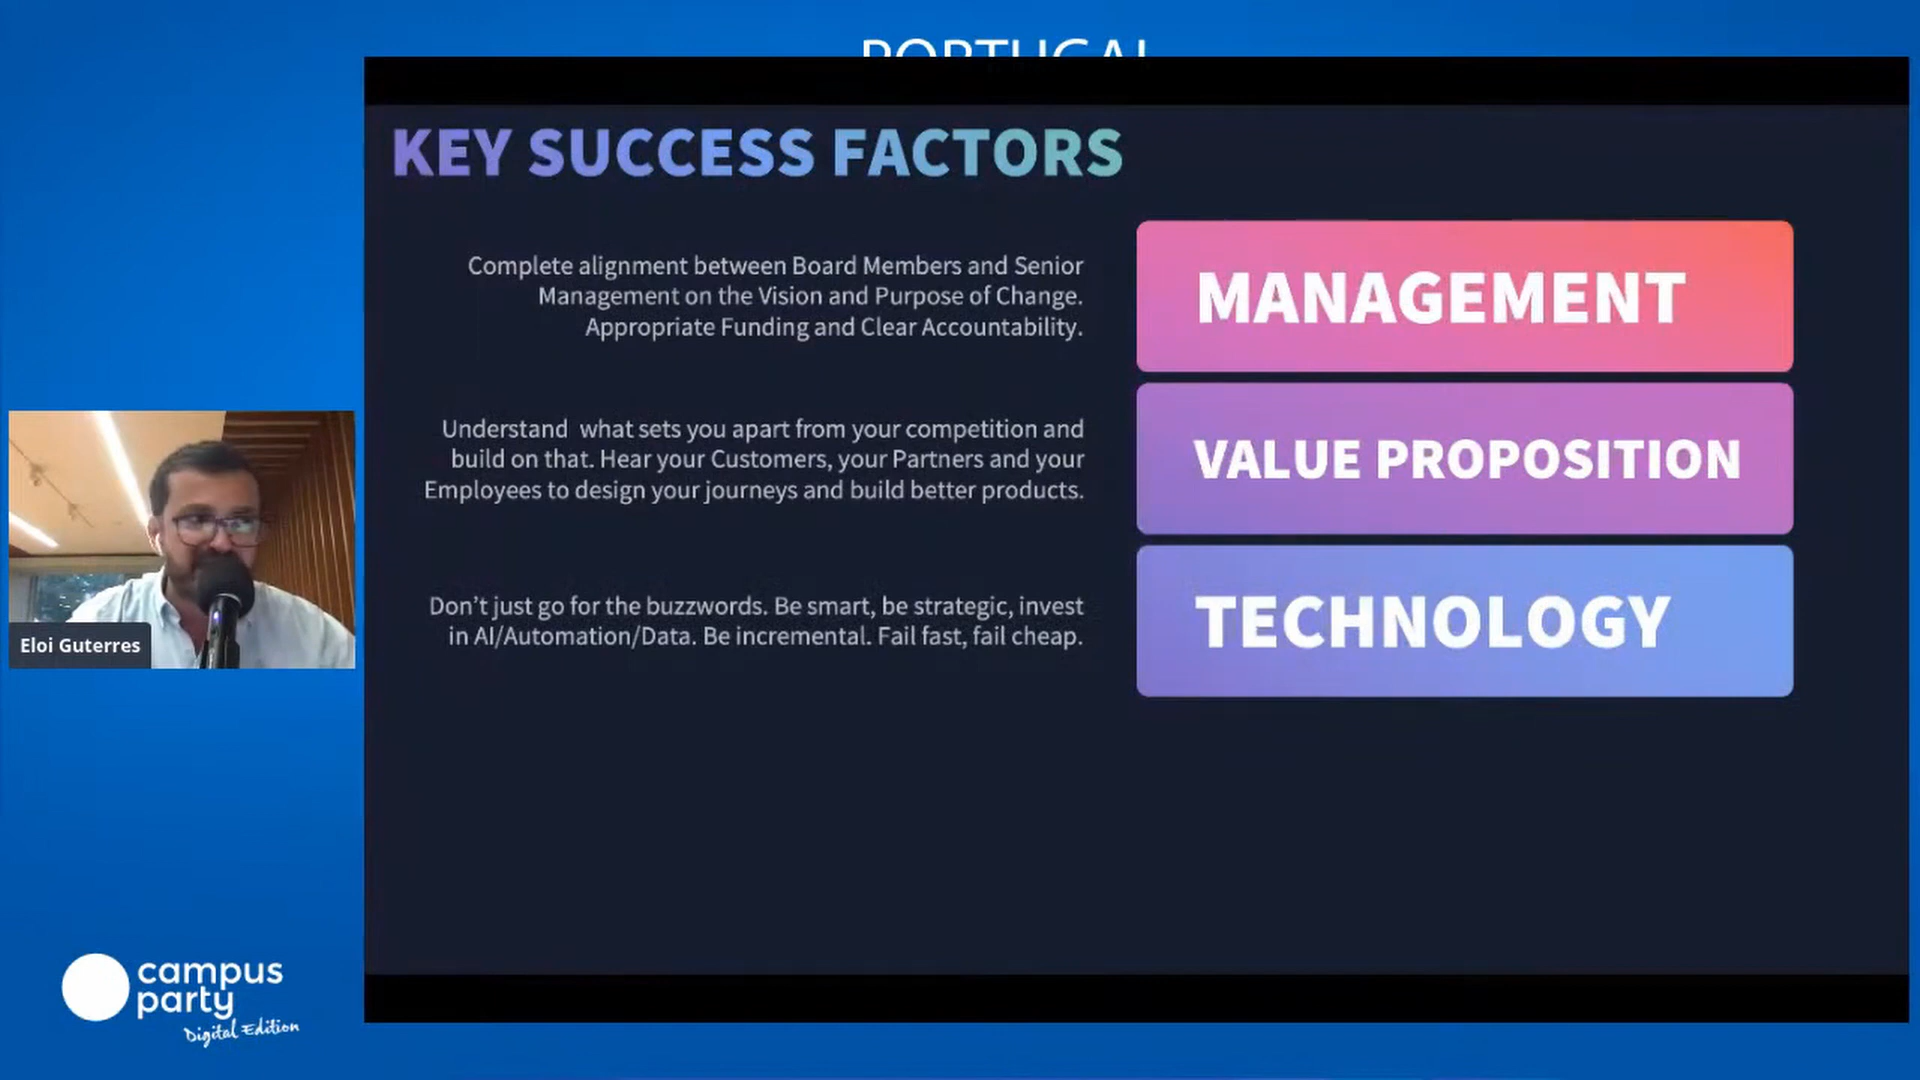 PORTUGAL
KEY SUCCESS FACTORS
Complete alignment between Board Members and Senior
Management on the Vision and Purpose of Change.
Appropriate Funding and Clear Accountability.
MANAGEMENT
Understand  what sets you apart from your competition and
build on that. Hear your Customers, your Partners and your
Employees to design your journeys and build better products.
VALUE PROPOSITION
Don’t just go for the buzzwords. Be smart, be strategic, invest
in AI/Automation/Data. Be incremental. Fail fast, fail cheap.
TECHNOLOGY
Eloi Guterres
campus
party
Digital Edition